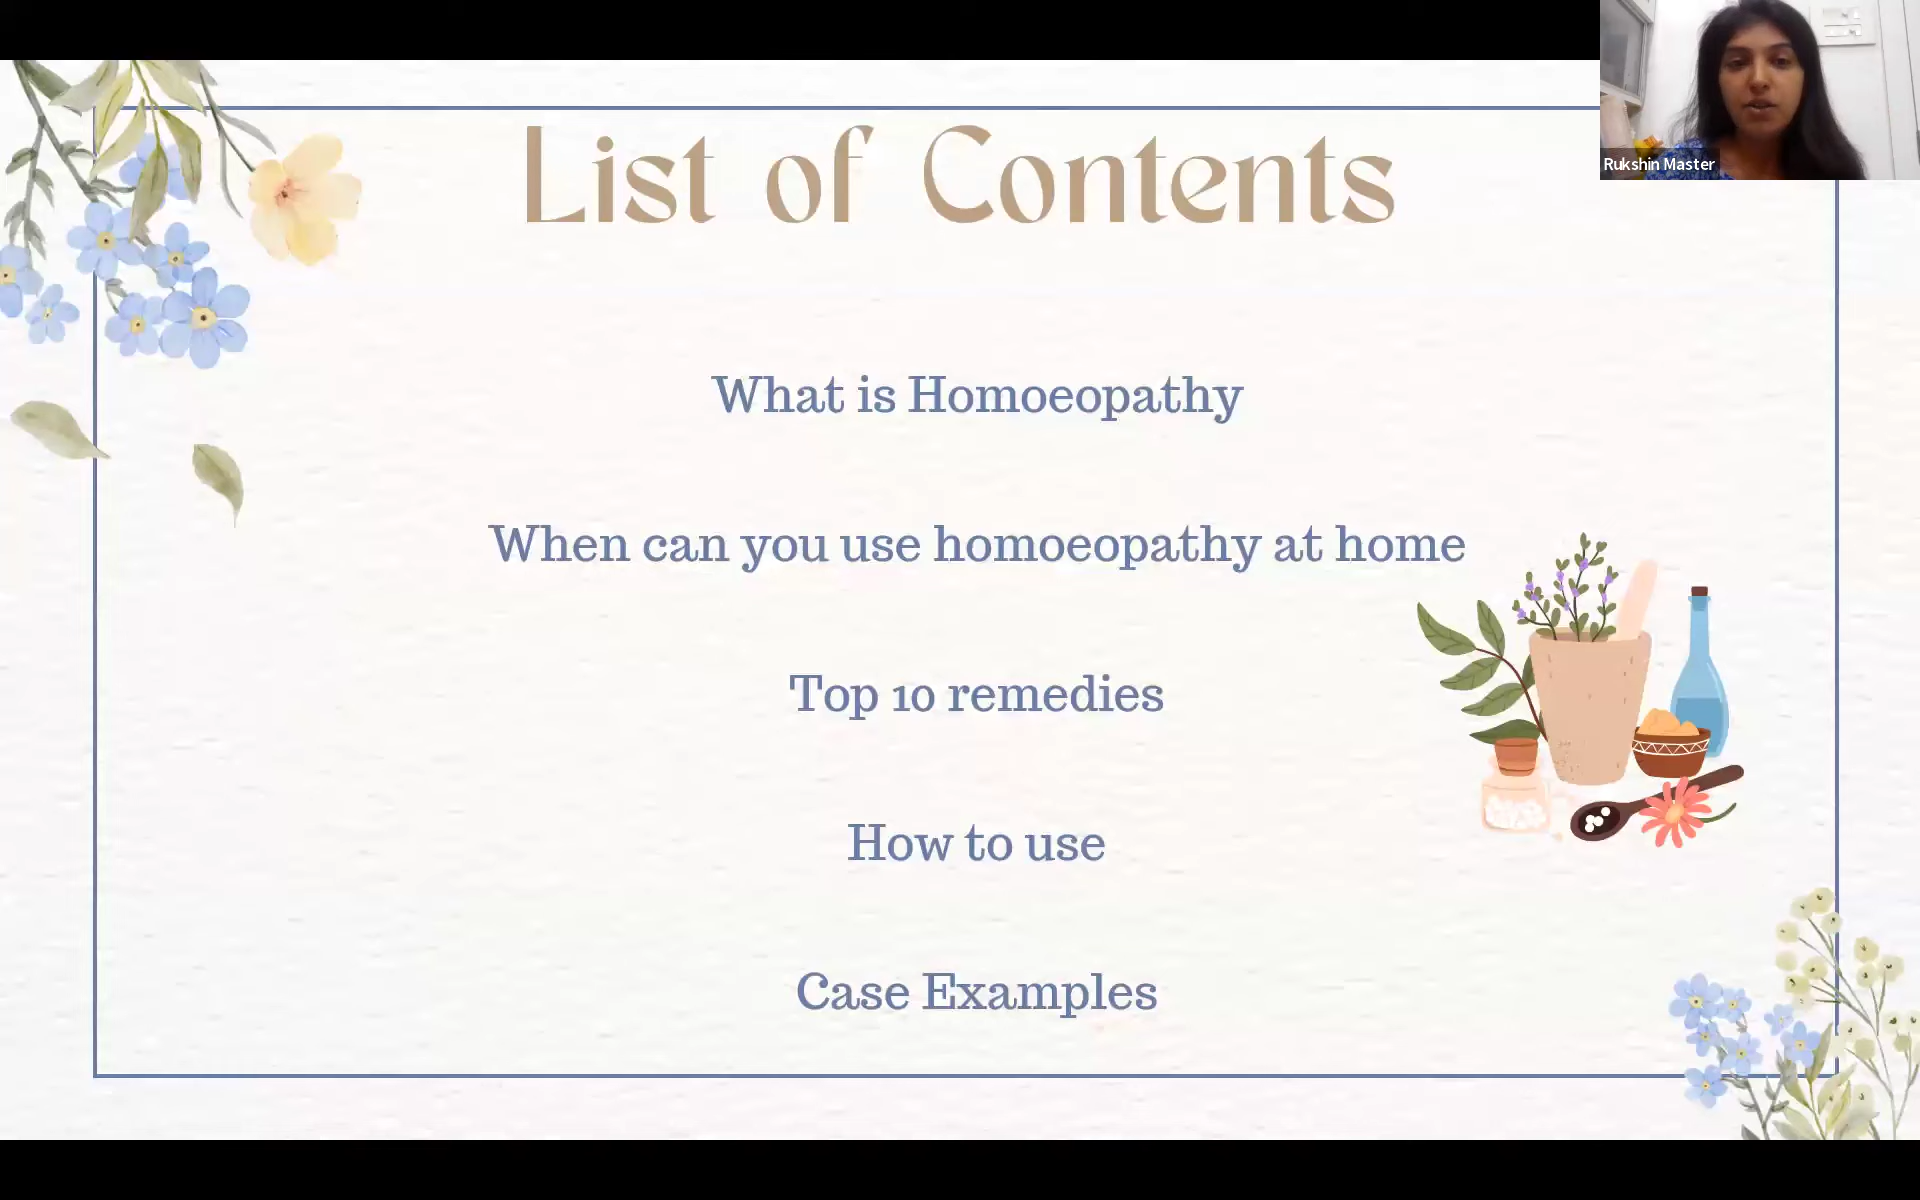 List of Contents
Rukshin Master
What is Homoeopathy
When can you use homoeopathy at home
Top 10 remedies
How to use
Case Examples